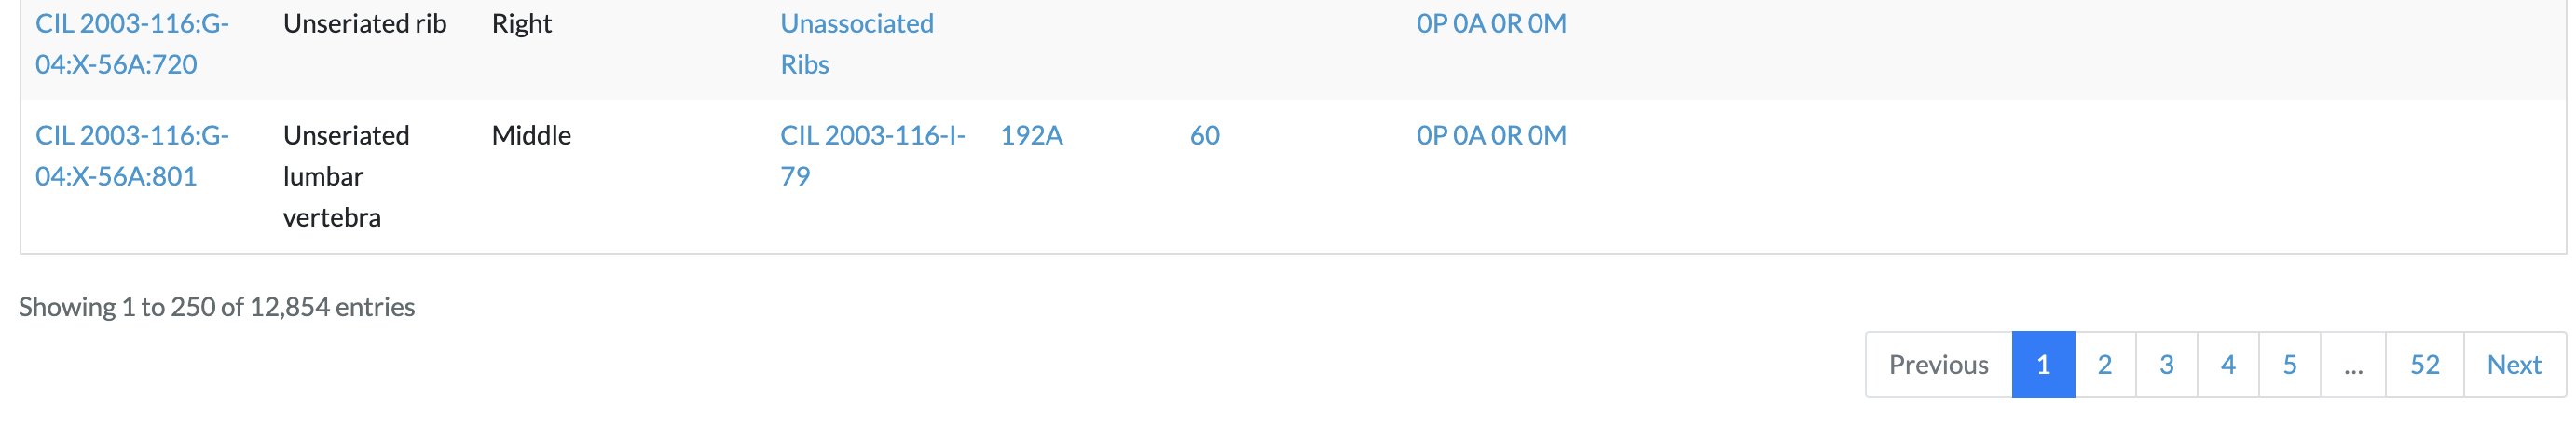 CIL 2003-116:G- Unseriated rib Right Unassociated 0P 0A 0R 0M
04:X-56A:720 Ribs
CIL 2003-116:G- Unseriated Middle CIL 2003-116-I- 192A 60 0P 0A 0R 0M
04:X-56A:801 lumbar 79
vertebra
Showing 1 to 250 of 12,854 entries
Previous 1 2 3 4 5 ... 52 Next